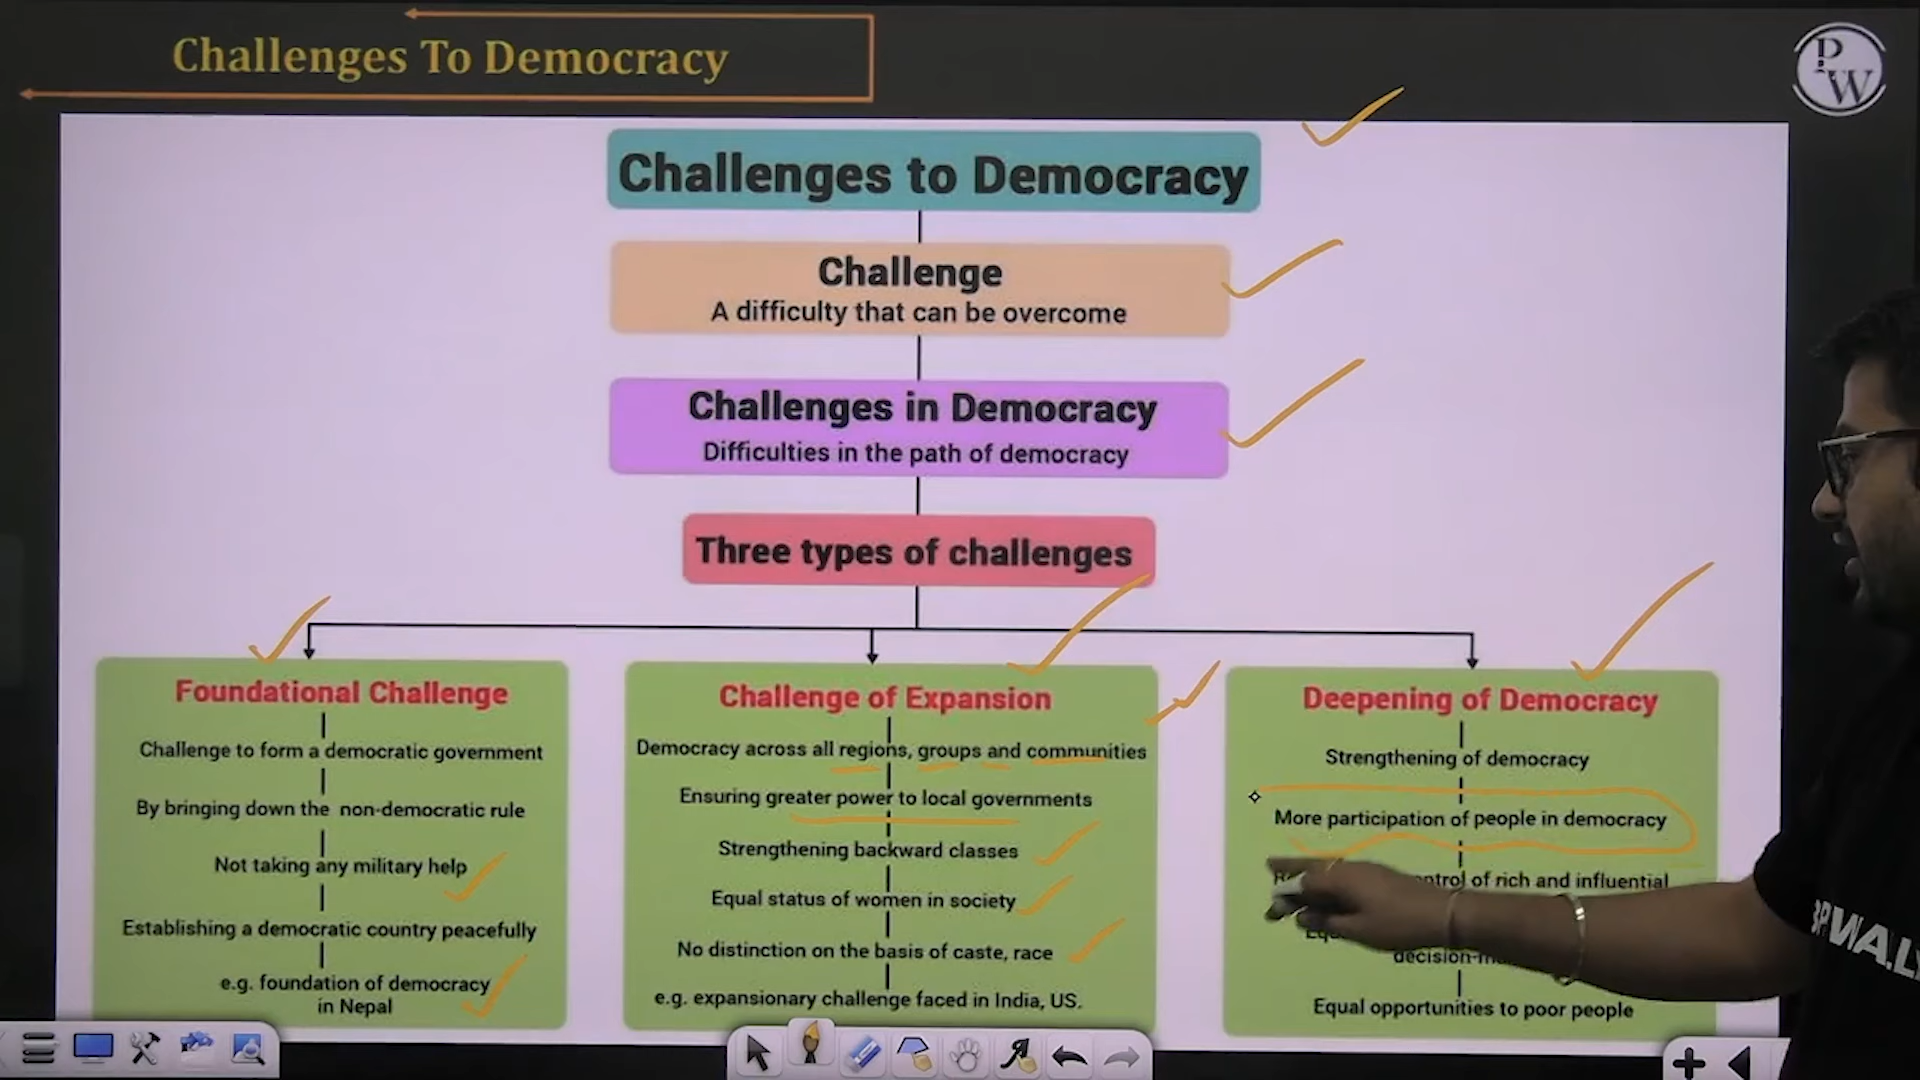 Challenges To Democracy
PW
Challenges to Democracy
Challenge
A difficulty that can be overcome
Challenges in Democracy
Difficulties in the path of democracy
Three types of challenges
Foundational Challenge
Challenge to form a democratic government
By bringing down the non-democratic rule
Not taking any military help
Establishing a democratic country peacefully
e.g. foundation of democracy
in Nepal
Challenge of Expansion
Democracy across all regions, groups and communities
Ensuring greater power to local governments
Strengthening backward classes
Equal status of women in society
No distinction on the basis of caste, race
e.g. expansionary challenge faced in India, US.
Deepening of Democracy
Strengthening of democracy
More participation of people in democracy
of rich and influential
Equal opportunities to poor people